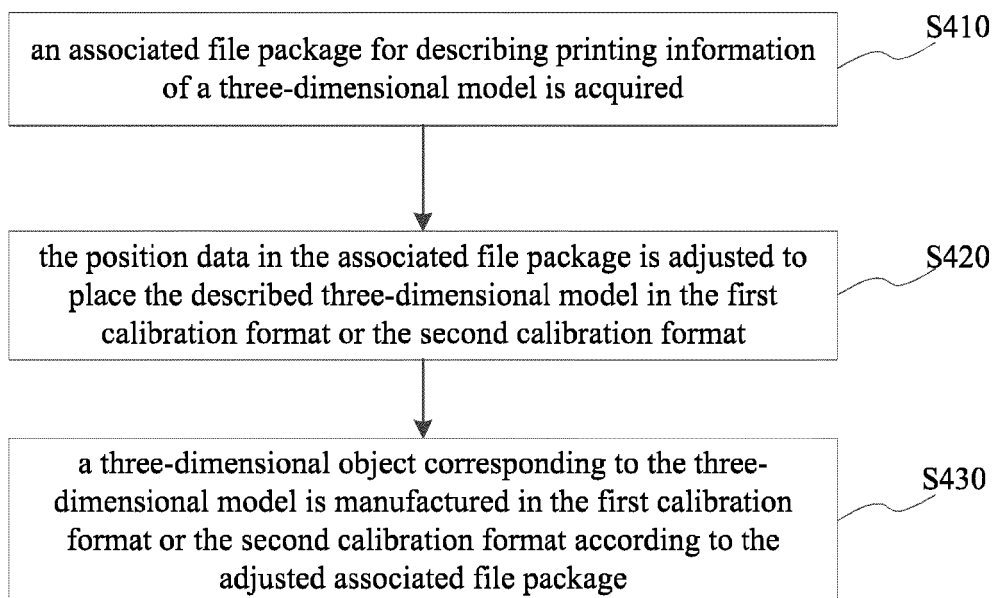 S410
an associated file package for describing printing information
of a three-dimensional model is acquired
S420
the position data in the associated file package is adjusted to
place the described three-dimensional model in the first
calibration format or the second calibration format
S430
a three-dimensional object corresponding to the three-
dimensional model is manufactured in the first calibration
format or the second calibration format according to the
adjusted associated file package